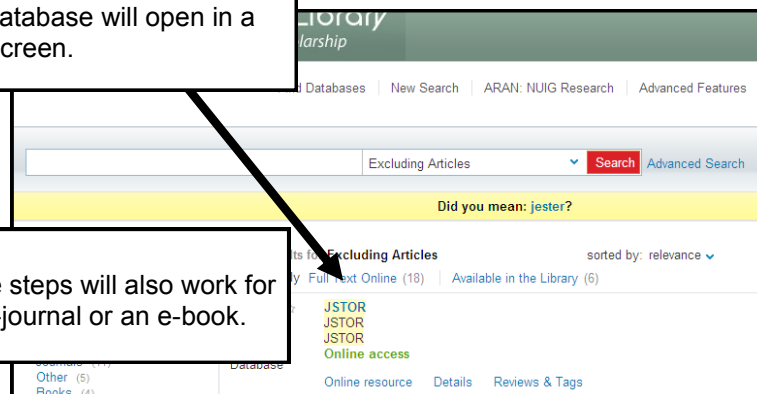 atabase will open in a
creen.
Library
larship
Databases New Search ARAN: NUIG Research Advanced Features
Excluding Articles Search Advanced Search
Did you mean: jester?
Excluding Articles sorted by: relevance
Full Text Online (18) Available in the Library (6)
steps will also work for
journal or an e-book.
JSTOR
JSTOR
JSTOR
Online access
Database
Online resource Details Reviews & Tags
Journals (11)
Other (5)
Books (4)